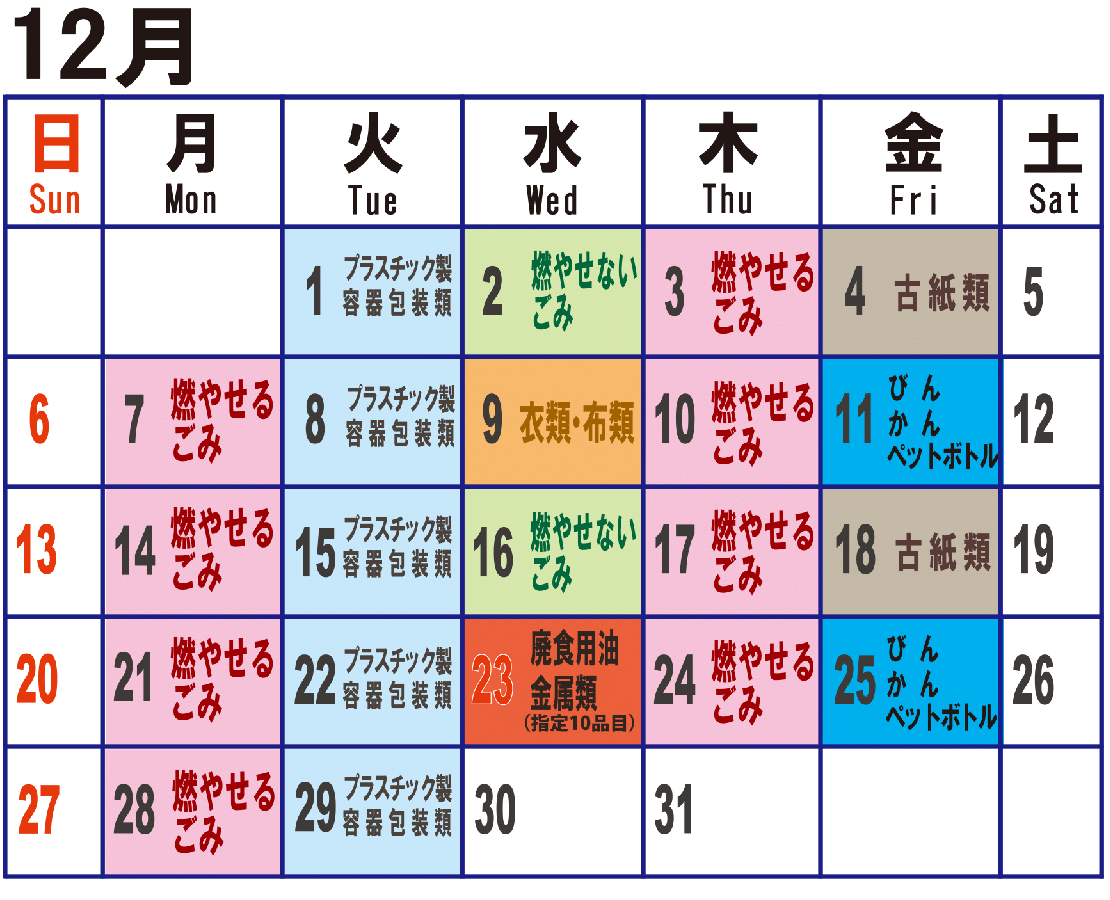 12月
日 月 火 水 木 金 土
Sun Mon Tue Wed Thu Fri Sat
1 プラスチック製
容器包装類
2 燃やせない
ごみ
3 燃やせる
ごみ
4 古紙類
5
6
7 燃やせる
ごみ
8 プラスチック製
容器包装類
9 衣類・布類
10 燃やせる
ごみ
11 びん
かん
ペットボトル
12
13
14 燃やせる
ごみ
15 プラスチック製
容器包装類
16 燃やせない
ごみ
17 燃やせる
ごみ
18 古紙類
19
20
21 燃やせる
ごみ
22 プラスチック製
容器包装類
23 廃食用油
金属類
(指定10品目)
24 燃やせる
ごみ
25 びん
かん
ペットボトル
26
27
28 燃やせる
ごみ
29 プラスチック製
容器包装類
30
31